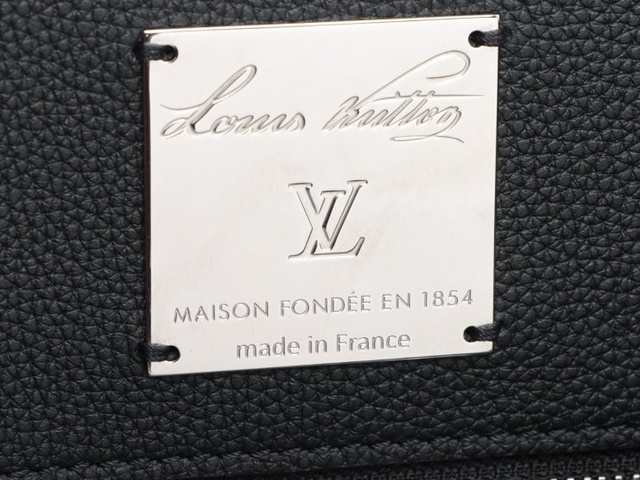 Louis Vuitton
LV
MAISON FONDÉE EN 1854
made in France